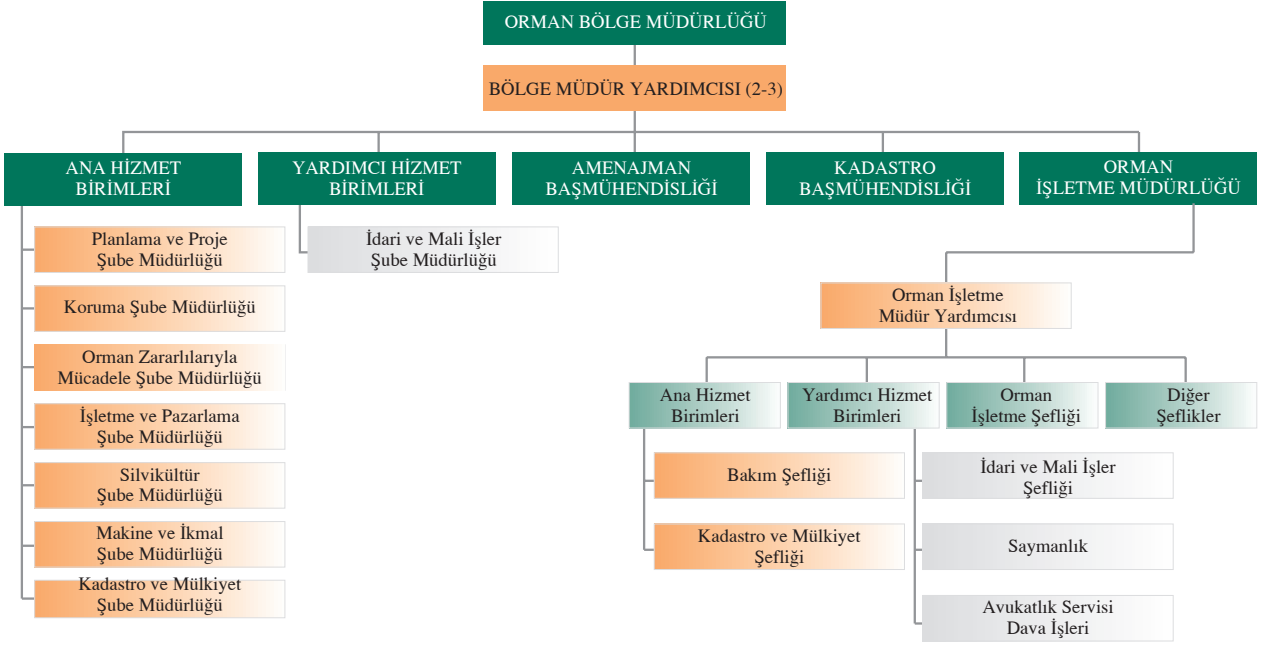 ORMAN BÖLGE MÜDÜRLÜĞÜ
BÖLGE MÜDÜR YARDIMCISI (2-3)
ANA HİZMET
BİRİMLERİ
YARDIMCI HİZMET
BİRİMLERİ
AMENAJMAN
BAŞMÜHENDİSLİĞİ
KADASTRO
BAŞMÜHENDİSLİĞİ
ORMAN
İŞLETME MÜDÜRLÜĞÜ
Planlama ve Proje
Şube Müdürlüğü
Koruma Şube Müdürlüğü
Orman Zararlılarıyla
Mücadele Şube Müdürlüğü
İşletme ve Pazarlama
Şube Müdürlüğü
Silvikültür
Şube Müdürlüğü
Makine ve İkmal
Şube Müdürlüğü
Kadastro ve Mülkiyet
Şube Müdürlüğü
İdari ve Mali İşler
Şube Müdürlüğü
Orman İşletme
Müdür Yardımcısı
Ana Hizmet
Birimleri
Yardımcı Hizmet
Birimleri
Orman
İşletme Şefliği
Diğer
Şeflikler
Bakım Şefliği
Kadastro ve Mülkiyet
Şefliği
İdari ve Mali İşler
Şefliği
Saymanlık
Avukatlık Servisi
Dava İşleri